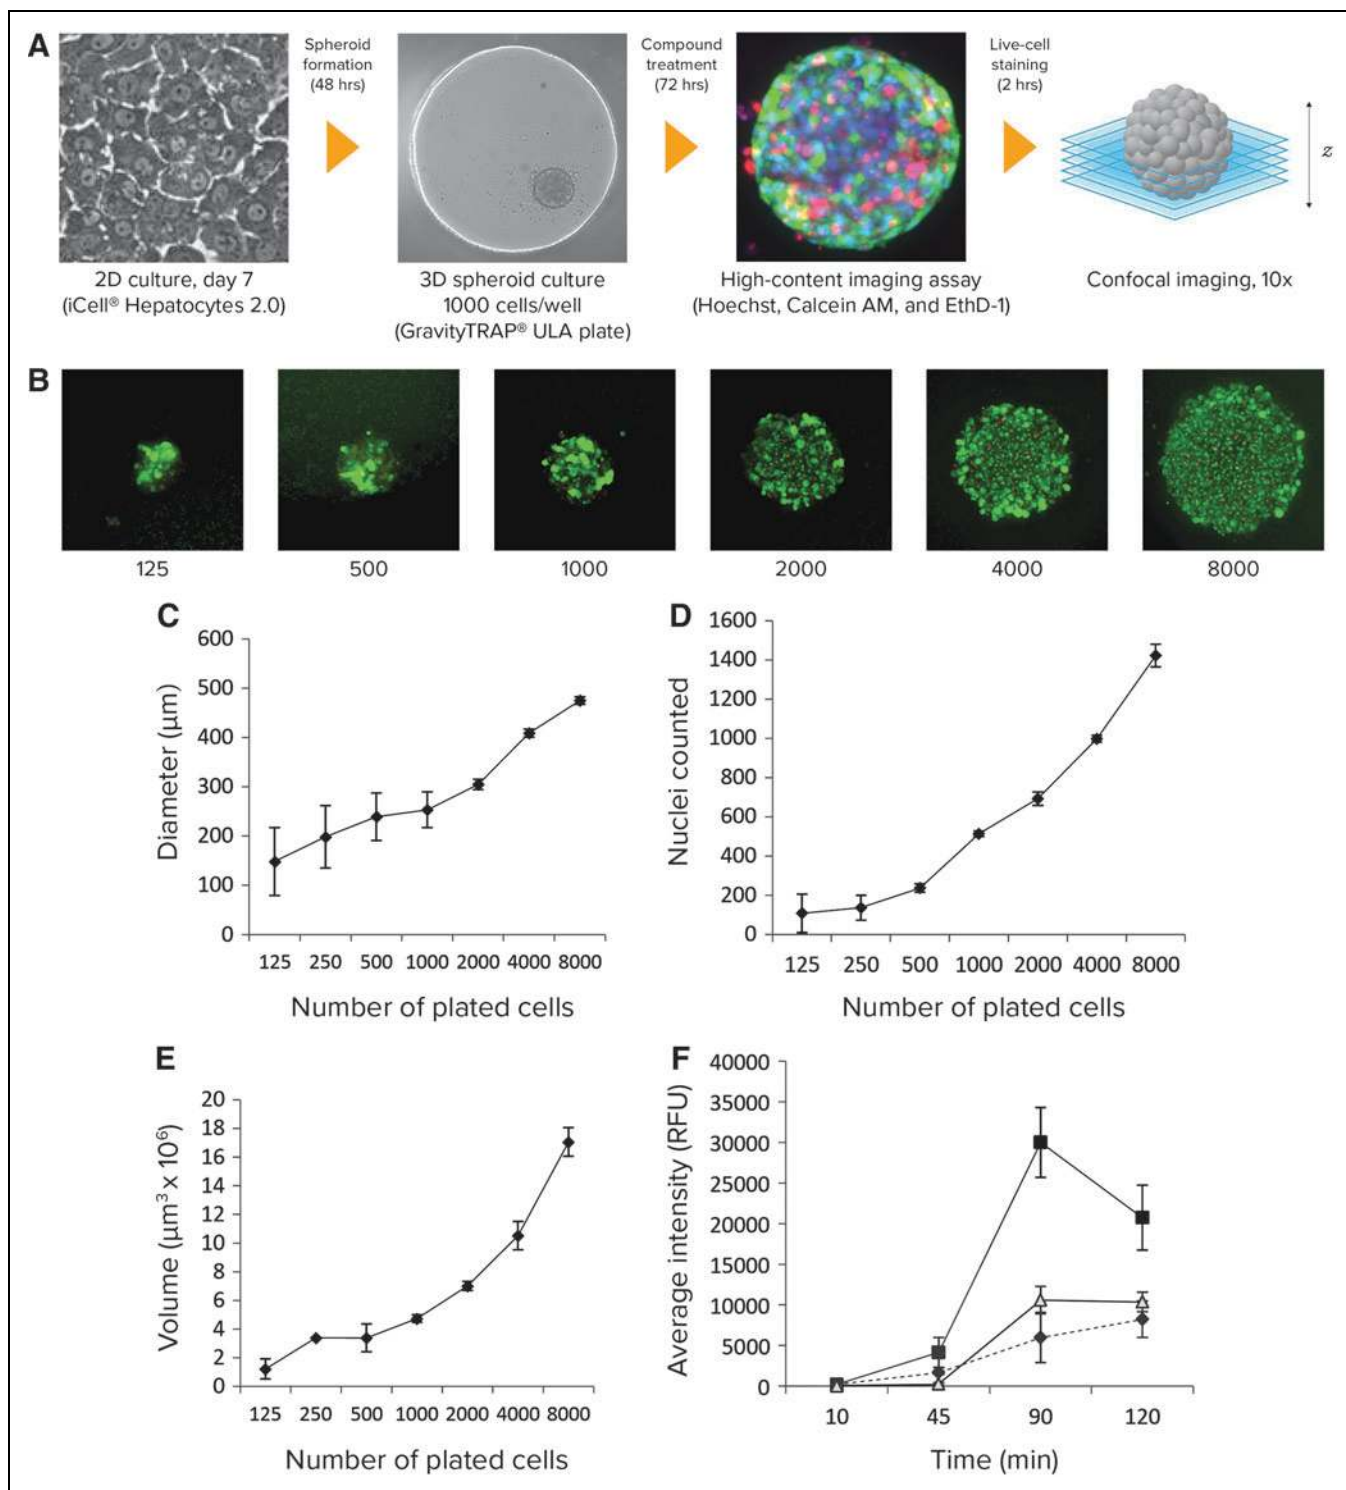 A
Spheroid
formation
(48 hrs)
Compound
treatment
(72 hrs)
Live-cell
staining
(2 hrs)
z
2D culture, day 7
(iCell® Hepatocytes 2.0)
3D spheroid culture
1000 cells/well
(GravityTRAP® ULA plate)
High-content imaging assay
(Hoechst, Calcein AM, and EthD-1)
Confocal imaging, 10x
B
125
500
1000
2000
4000
8000
C
600
500
400
300
200
100
0
Diameter (µm)
125 250 500 1000 2000 4000 8000
Number of plated cells
D
1600
1400
1200
1000
800
600
400
200
0
Nuclei counted
125 250 500 1000 2000 4000 8000
Number of plated cells
E
20
18
16
14
12
10
8
6
4
2
0
Volume (µm³ x 10⁶)
125 250 500 1000 2000 4000 8000
Number of plated cells
F
40000
35000
30000
25000
20000
15000
10000
5000
0
Average intensity (RFU)
10 45 90 120
Time (min)